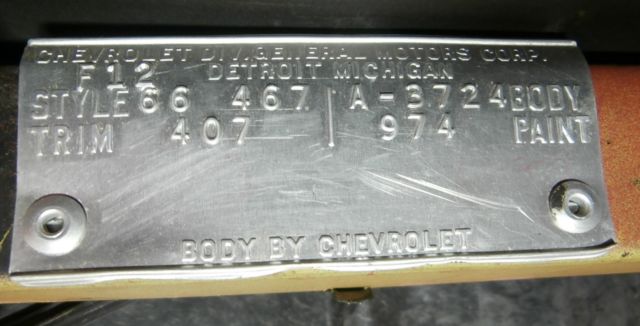 CHEVROLET DIV. GENERAL MOTORS CORP.
F12 DETROIT MICHIGAN
STYLE 66 467 A-3724 BODY
TRIM 407 974 PAINT
BODY BY CHEVROLET